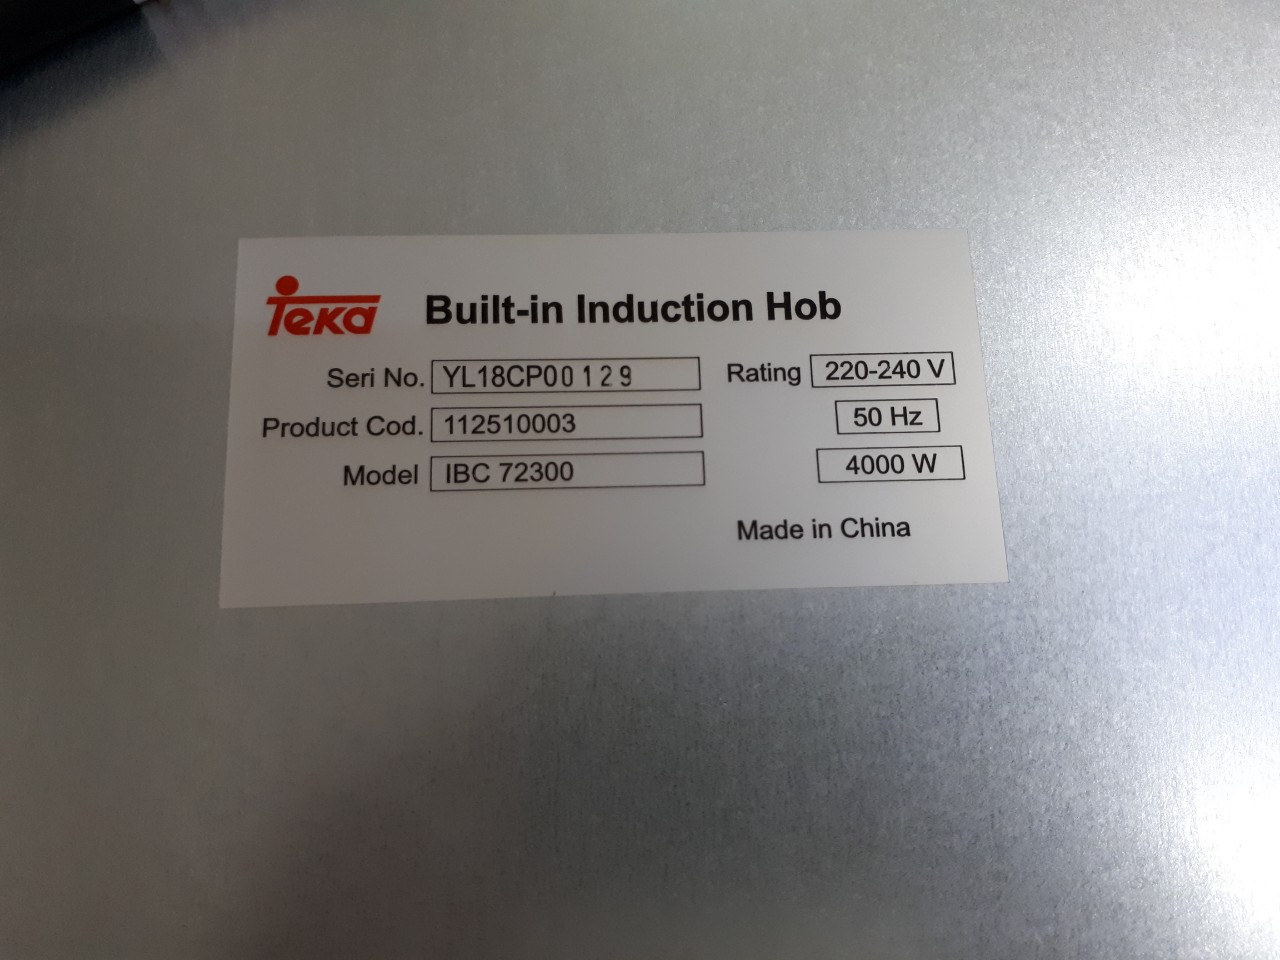 Teka Built-in Induction Hob
Seri No. YL18CP00129 Rating 220-240 V
Product Cod. 112510003 50 Hz
Model IBC 72300 4000 W
Made in China